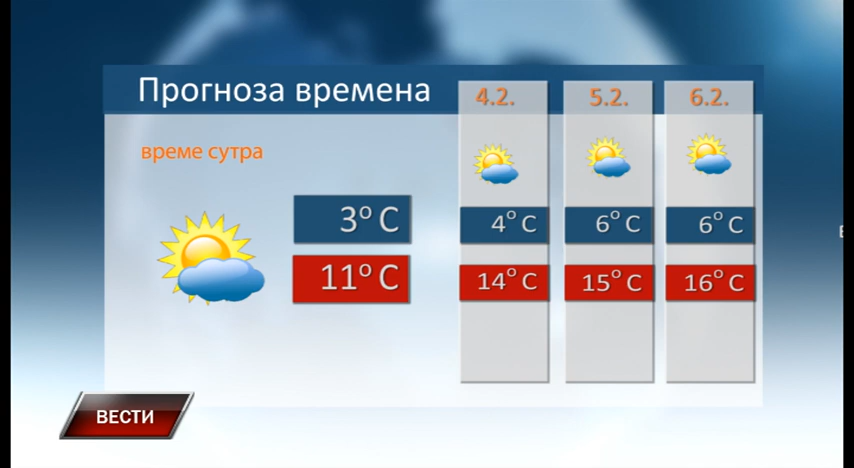 Прогноза времена
време сутра
3° C
11° C
4.2.
4° C
14° C
5.2.
6° C
15° C
6.2.
6° C
16° C
ВЕСТИ